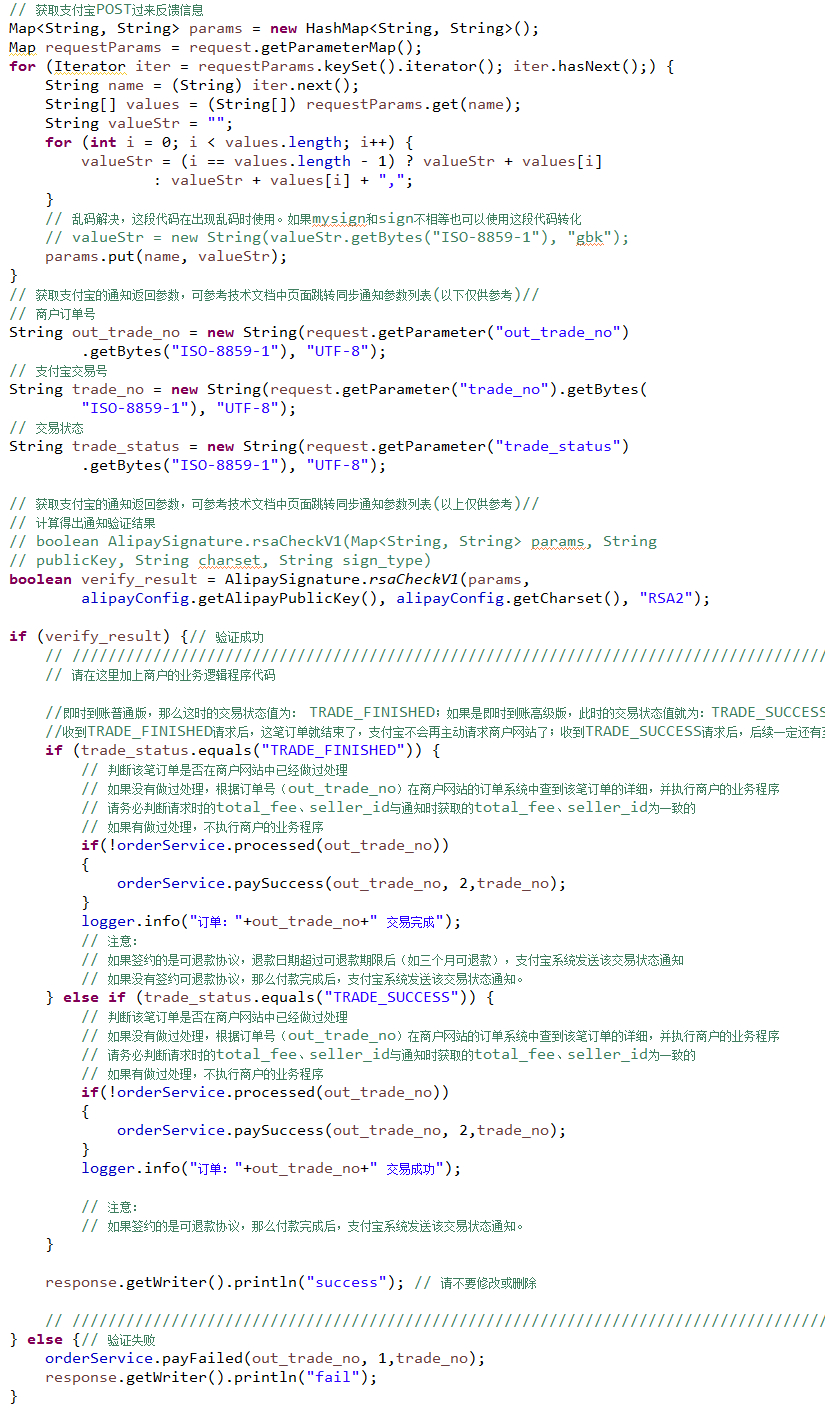 // 获取支付宝POST过来反馈信息
Map<String, String> params = new HashMap<String, String>();
Map requestParams = request.getParameterMap();
for (Iterator iter = requestParams.keySet().iterator(); iter.hasNext();) {
    String name = (String) iter.next();
    String[] values = (String[]) requestParams.get(name);
    String valueStr = "";
    for (int i = 0; i < values.length; i++) {
        valueStr = (i == values.length - 1) ? valueStr + values[i]
                : valueStr + values[i] + ",";
    }
    // 乱码解决，这段代码在出现乱码时使用。如果mysign和sign不相等也可以使用这段代码转化
    // valueStr = new String(valueStr.getBytes("ISO-8859-1"), "gbk");
    params.put(name, valueStr);
}
// 获取支付宝的通知返回参数，可参考技术文档中页面跳转同步通知参数列表(以下仅供参考)//
// 商户订单号
String out_trade_no = new String(request.getParameter("out_trade_no")
        .getBytes("ISO-8859-1"), "UTF-8");
// 支付宝交易号
String trade_no = new String(request.getParameter("trade_no").getBytes(
        "ISO-8859-1"), "UTF-8");
// 交易状态
String trade_status = new String(request.getParameter("trade_status")
        .getBytes("ISO-8859-1"), "UTF-8");

// 获取支付宝的通知返回参数，可参考技术文档中页面跳转同步通知参数列表(以上仅供参考)//
// 计算得出通知验证结果
// boolean AlipaySignature.rsaCheckV1(Map<String, String> params, String
// publicKey, String charset, String sign_type)
boolean verify_result = AlipaySignature.rsaCheckV1(params,
        alipayConfig.getAlipayPublicKey(), alipayConfig.getCharset(), "RSA2");

if (verify_result) {// 验证成功
    // ////////////////////////////////////////////////////////////////////////////////////
    // 请在这里加上商户的业务逻辑程序代码

    //即时到账普通版，那么这时的交易状态值为： TRADE_FINISHED；如果是即时到账高级版，此时的交易状态值就为：TRADE_SUCCESS
    //收到TRADE_FINISHED请求后，这笔订单就结束了，支付宝不会再主动请求商户网站了；收到TRADE_SUCCESS请求后，后续一定还有至
    if (trade_status.equals("TRADE_FINISHED")) {
        // 判断该笔订单是否在商户网站中已经做过处理
        // 如果没有做过处理，根据订单号（out_trade_no）在商户网站的订单系统中查到该笔订单的详细，并执行商户的业务程序
        // 请务必判断请求时的total_fee、seller_id与通知时获取的total_fee、seller_id为一致的
        // 如果有做过处理，不执行商户的业务程序
        if(!orderService.processed(out_trade_no))
        {
            orderService.paySuccess(out_trade_no, 2,trade_no);
        }
        logger.info("订单："+out_trade_no+" 交易完成");
        // 注意：
        // 如果签约的是可退款协议，退款日期超过可退款期限后（如三个月可退款），支付宝系统发送该交易状态通知
        // 如果没有签约可退款协议，那么付款完成后，支付宝系统发送该交易状态通知。
    } else if (trade_status.equals("TRADE_SUCCESS")) {
        // 判断该笔订单是否在商户网站中已经做过处理
        // 如果没有做过处理，根据订单号（out_trade_no）在商户网站的订单系统中查到该笔订单的详细，并执行商户的业务程序
        // 请务必判断请求时的total_fee、seller_id与通知时获取的total_fee、seller_id为一致的
        // 如果有做过处理，不执行商户的业务程序
        if(!orderService.processed(out_trade_no))
        {
            orderService.paySuccess(out_trade_no, 2,trade_no);
        }
        logger.info("订单："+out_trade_no+" 交易成功");

        // 注意：
        // 如果签约的是可退款协议，那么付款完成后，支付宝系统发送该交易状态通知。
    }

    response.getWriter().println("success"); // 请不要修改或删除

    // ////////////////////////////////////////////////////////////////////////////////////
} else {// 验证失败
    orderService.payFailed(out_trade_no, 1,trade_no);
    response.getWriter().println("fail");
}